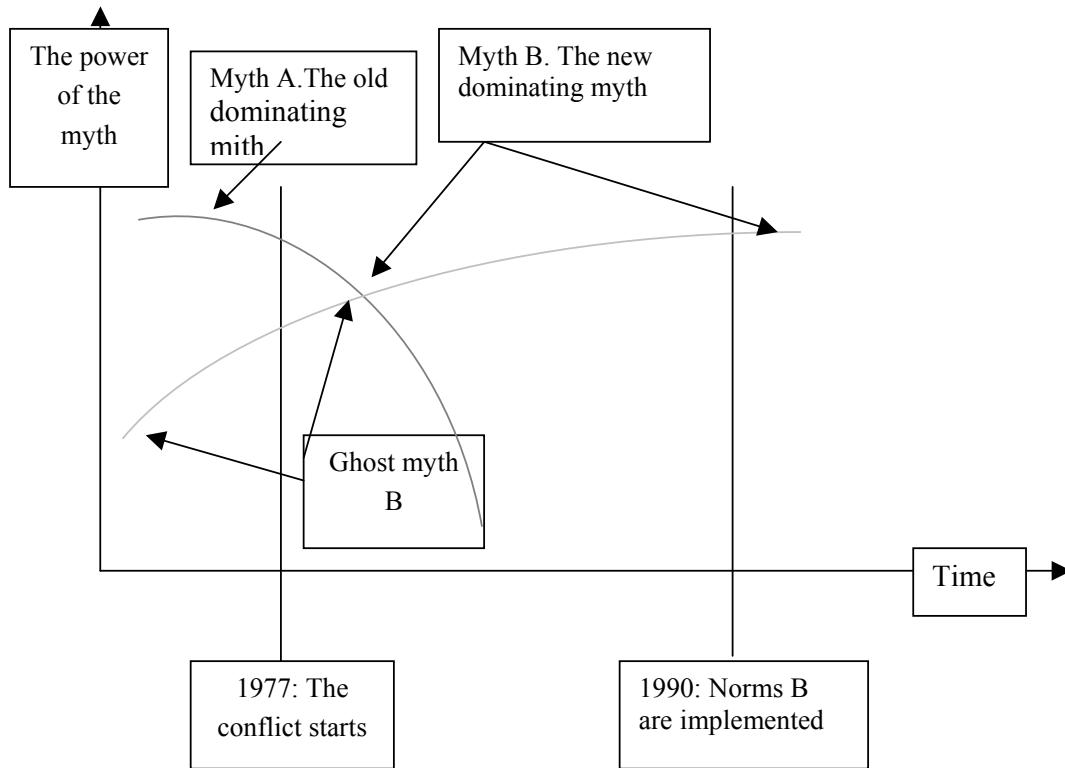 The power
of the
myth
Myth A.The old
dominating
mith
Myth B. The new
dominating myth
Ghost myth
B
Time
1977: The
conflict starts
1990: Norms B
are implemented